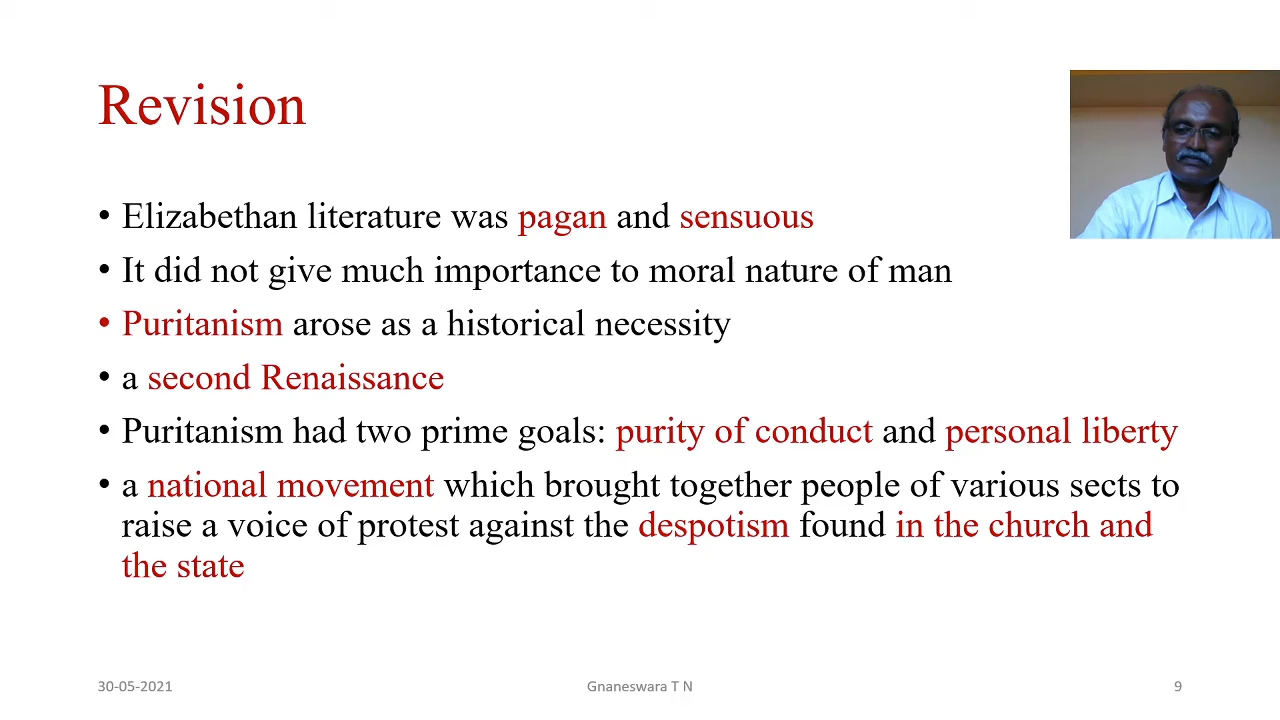 Revision
• Elizabethan literature was pagan and sensuous
• It did not give much importance to moral nature of man
• Puritanism arose as a historical necessity
• a second Renaissance
• Puritanism had two prime goals: purity of conduct and personal liberty
• a national movement which brought together people of various sects to
raise a voice of protest against the despotism found in the church and
the state
30-05-2021
Gnaneswara T N
9